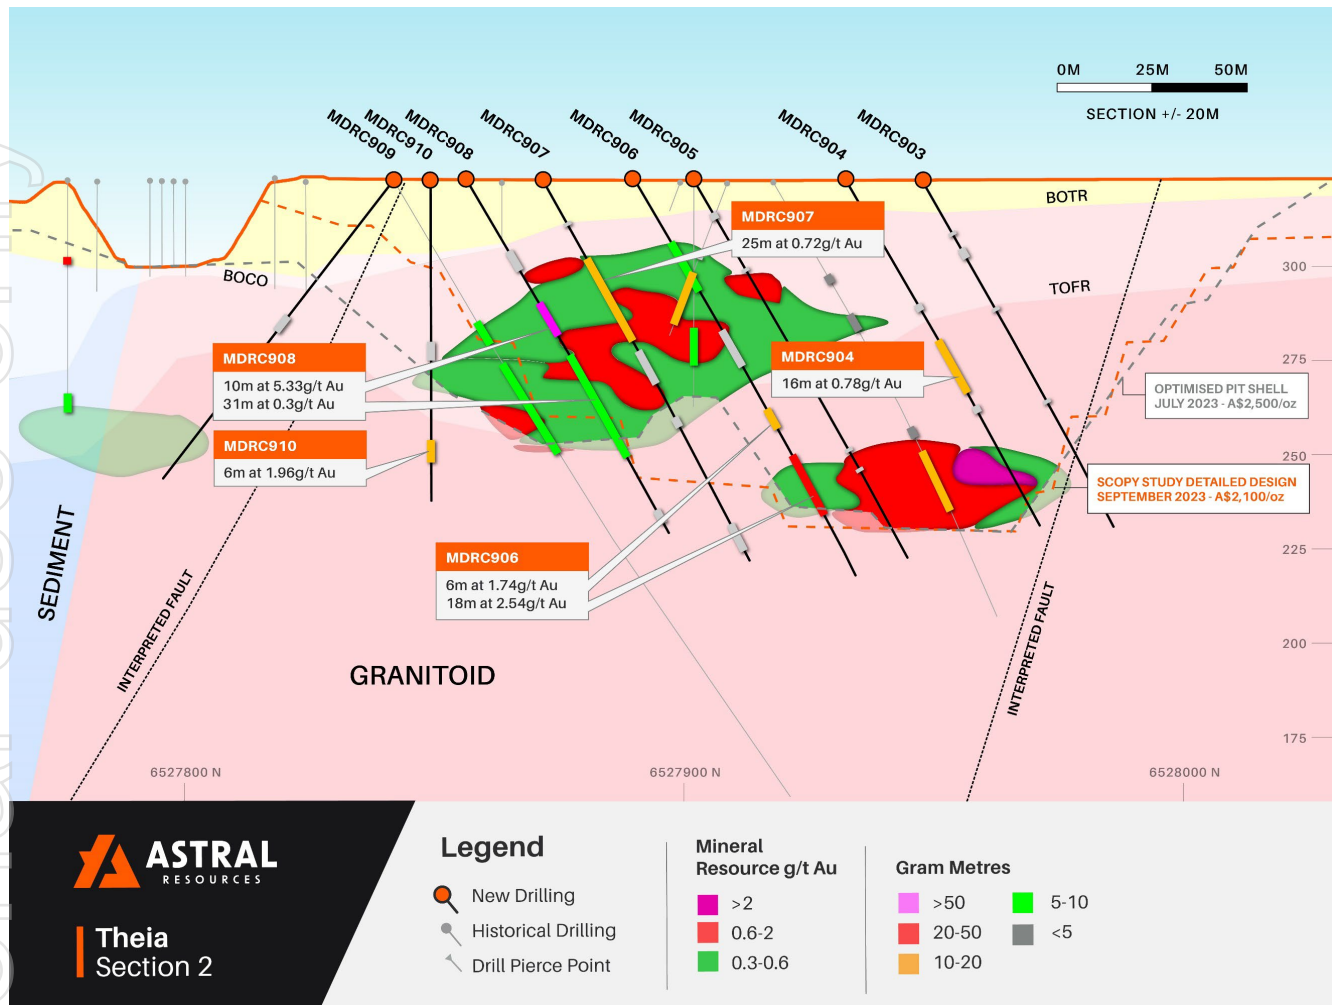 0M 25M 50M
SECTION +/- 20M
MDRC909
MDRC910
MDRC908
MDRC907
MDRC906
MDRC905
MDRC904
MDRC903
BOTR
BOCO
TOFR
MDRC907
25m at 0.72g/t Au
MDRC904
16m at 0.78g/t Au
MDRC908
10m at 5.33g/t Au
31m at 0.3g/t Au
MDRC910
6m at 1.96g/t Au
MDRC906
6m at 1.74g/t Au
18m at 2.54g/t Au
OPTIMISED PIT SHELL
JULY 2023 - A$2,500/oz
SCOPY STUDY DETAILED DESIGN
SEPTEMBER 2023 - A$2,100/oz
300
275
250
225
200
175
SEDIMENT
INTERPRETED FAULT
GRANITOID
INTERPRETED FAULT
6527800 N
6527900 N
6528000 N
ASTRAL
RESOURCES
Theia
Section 2
Legend
New Drilling
Historical Drilling
Drill Pierce Point
Mineral
Resource g/t Au
>2
0.6-2
0.3-0.6
Gram Metres
>50
20-50
10-20
5-10
<5